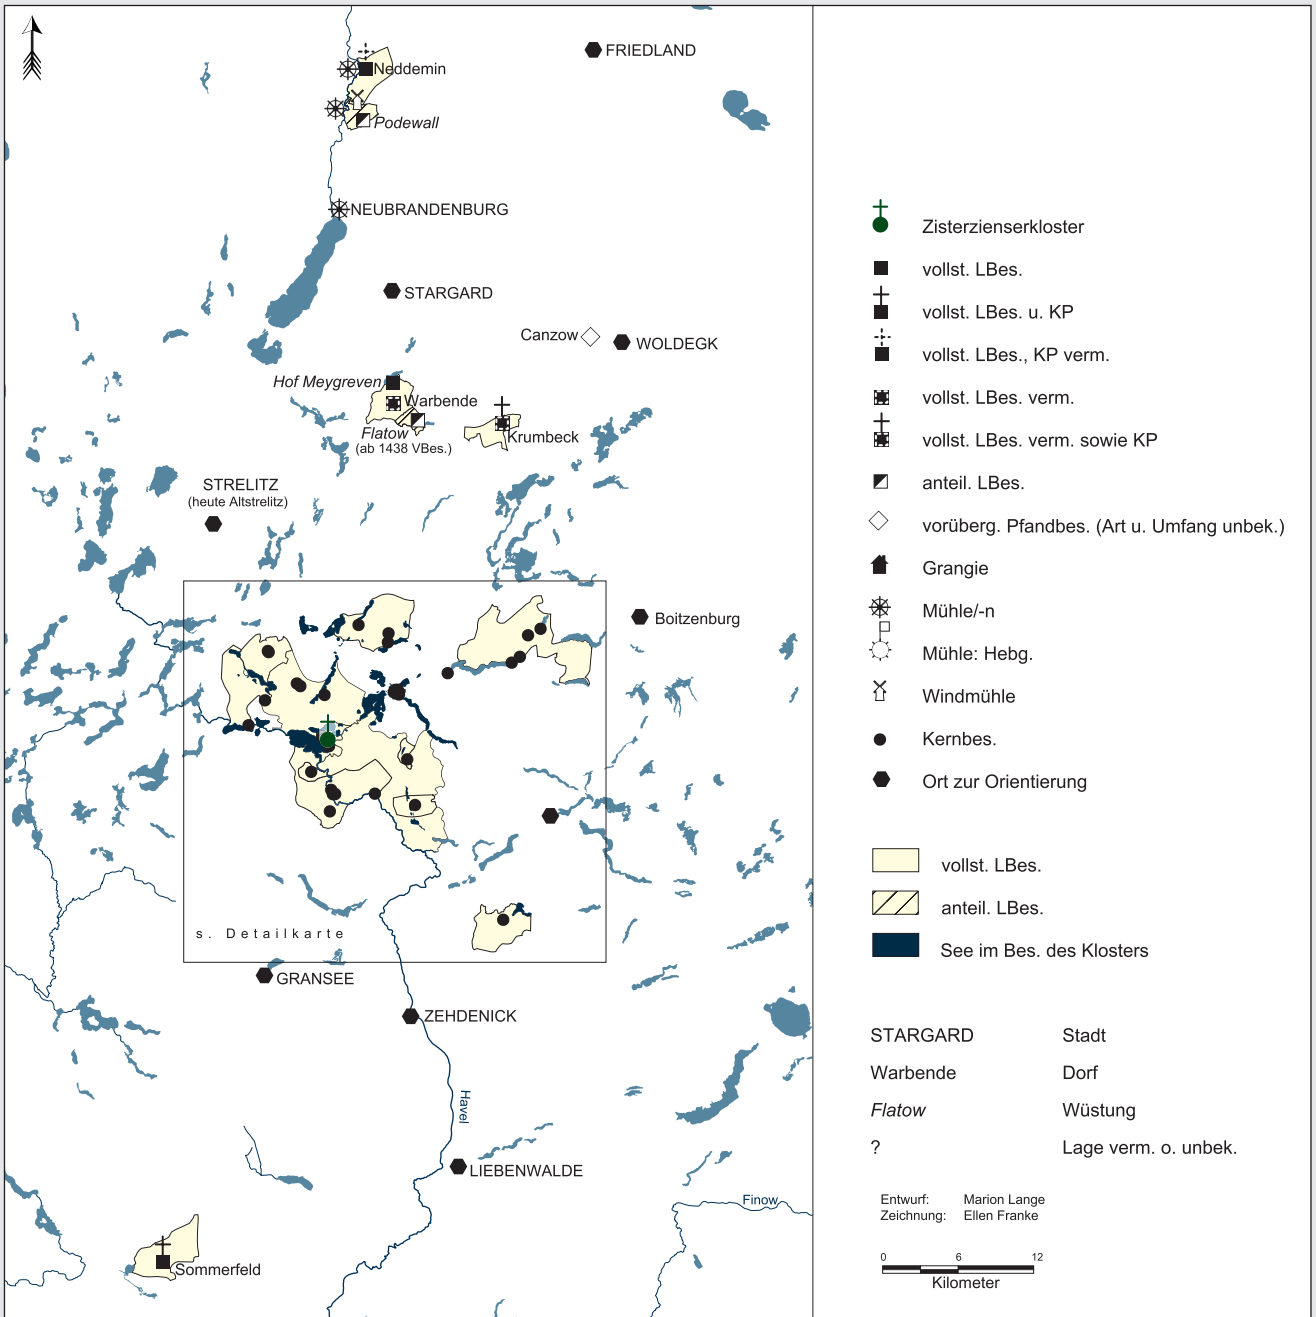 FRIEDLAND
Neddemin
Podewall
NEUBRANDENBURG
STARGARD
Canzow
WOLDEGK
Hof Meygreven
Warbende
Flatow
(ab 1438 VBes.)
Krumbeck
STRELITZ
(heute Altstrelitz)
Boitzenburg
s. Detailkarte
GRANSEE
ZEHDENICK
Havel
LIEBENWALDE
Finow
Sommerfeld
Zisterzienserkloster
vollst. LBes.
vollst. LBes. u. KP
vollst. LBes., KP verm.
vollst. LBes. verm.
vollst. LBes. verm. sowie KP
anteil. LBes.
vorüberg. Pfandbes. (Art u. Umfang unbek.)
Grangie
Mühle/-n
Mühle: Hebg.
Windmühle
Kernbes.
Ort zur Orientierung
vollst. LBes.
anteil. LBes.
See im Bes. des Klosters
STARGARD Stadt
Warbende Dorf
Flatow Wüstung
? Lage verm. o. unbek.
Entwurf: Marion Lange
Zeichnung: Ellen Franke
0 6 12
Kilometer